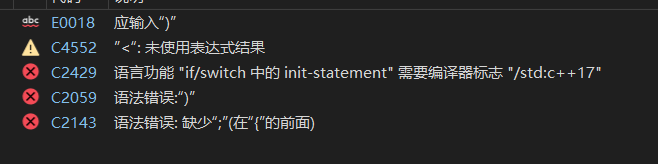 abc E0018 应输入“)”
C4552 ”<“: 未使用表达式结果
C2429 语言功能 "if/switch 中的 init-statement" 需要编译器标志 "/std:c++17"
C2059 语法错误:“)”
C2143 语法错误: 缺少“;”(在“{”的前面)